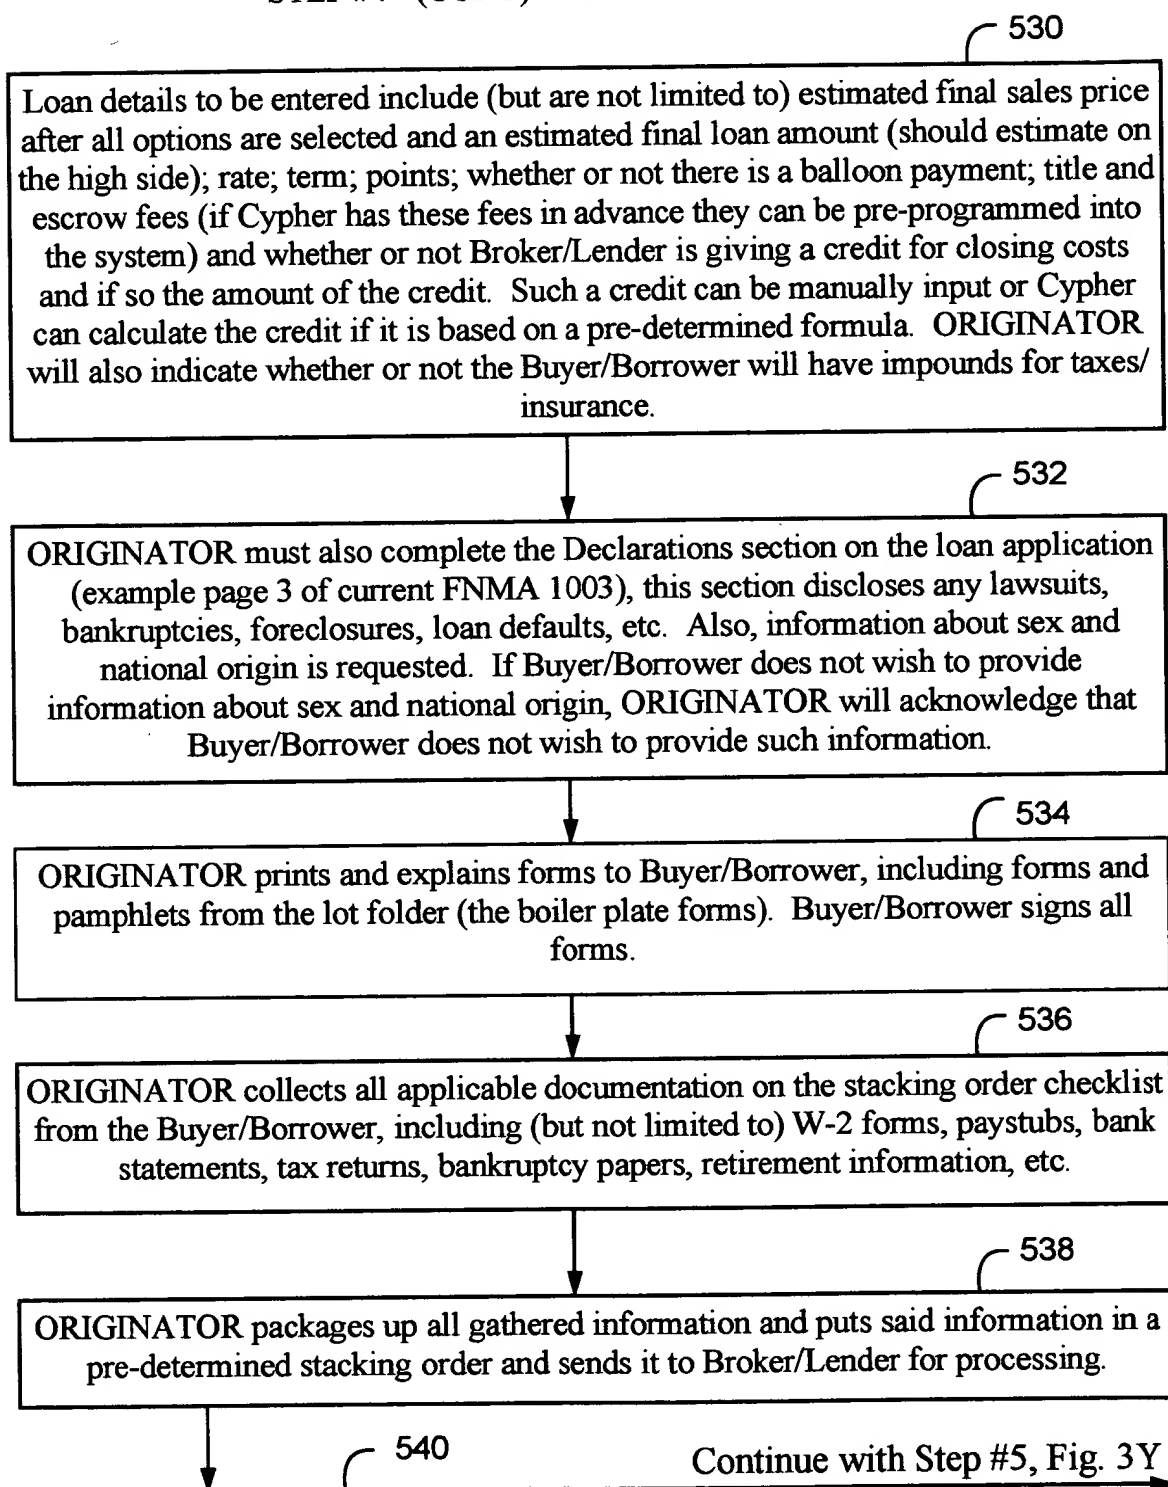 530
Loan details to be entered include (but are not limited to) estimated final sales price
after all options are selected and an estimated final loan amount (should estimate on
the high side); rate; term; points; whether or not there is a balloon payment; title and
escrow fees (if Cypher has these fees in advance they can be pre-programmed into
the system) and whether or not Broker/Lender is giving a credit for closing costs
and if so the amount of the credit. Such a credit can be manually input or Cypher
can calculate the credit if it is based on a pre-determined formula. ORIGINATOR
will also indicate whether or not the Buyer/Borrower will have impounds for taxes/
insurance.
532
ORIGINATOR must also complete the Declarations section on the loan application
(example page 3 of current FNMA 1003), this section discloses any lawsuits,
bankruptcies, foreclosures, loan defaults, etc. Also, information about sex and
national origin is requested. If Buyer/Borrower does not wish to provide
information about sex and national origin, ORIGINATOR will acknowledge that
Buyer/Borrower does not wish to provide such information.
534
ORIGINATOR prints and explains forms to Buyer/Borrower, including forms and
pamphlets from the lot folder (the boiler plate forms). Buyer/Borrower signs all
forms.
536
ORIGINATOR collects all applicable documentation on the stacking order checklist
from the Buyer/Borrower, including (but not limited to) W-2 forms, paystubs, bank
statements, tax returns, bankruptcy papers, retirement information, etc.
538
ORIGINATOR packages up all gathered information and puts said information in a
pre-determined stacking order and sends it to Broker/Lender for processing.
540
Continue with Step #5, Fig. 3Y